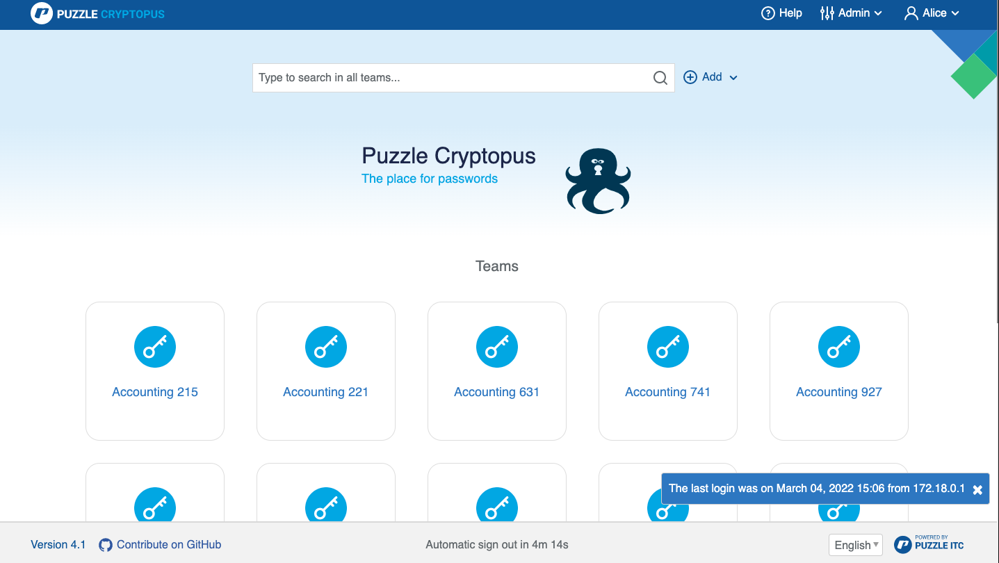 PUZZLE CRYPTOPUS
Help
Admin
Alice
Type to search in all teams...
Add
Puzzle Cryptopus
The place for passwords
Teams
Accounting 215
Accounting 221
Accounting 631
Accounting 741
Accounting 927
The last login was on March 04, 2022 15:06 from 172.18.0.1
Version 4.1
Contribute on GitHub
Automatic sign out in 4m 14s
English
POWERED BY
PUZZLE ITC